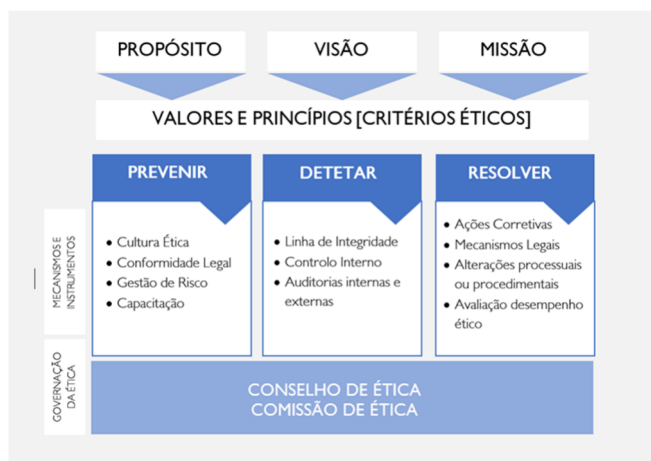 PROPÓSITO
VISÃO
MISSÃO
VALORES E PRINCÍPIOS [CRITÉRIOS ÉTICOS]
PREVENIR
DETETAR
RESOLVER
MECANISMOS E
INSTRUMENTOS
• Cultura Ética
• Conformidade Legal
• Gestão de Risco
• Capacitação
• Linha de Integridade
• Controlo Interno
• Auditorias internas e
externas
• Ações Corretivas
• Mecanismos Legais
• Alterações processuais
ou procedimentais
• Avaliação desempenho
ético
GOVERNAÇÃO
DA ÉTICA
CONSELHO DE ÉTICA
COMISSÃO DE ÉTICA